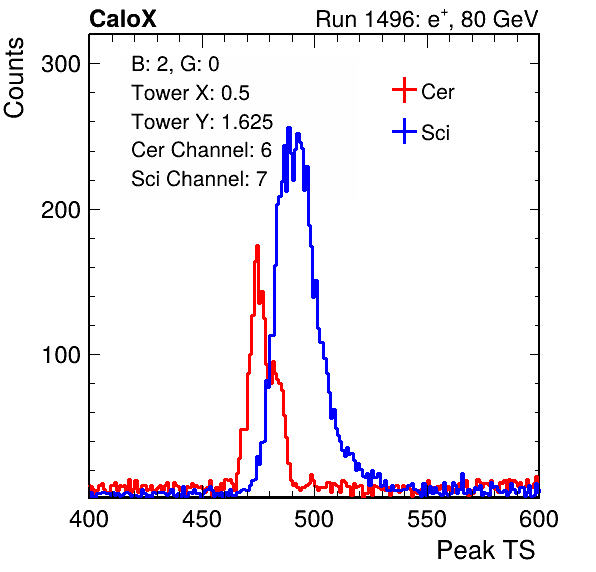 CaloX Run 1496: e⁺, 80 GeV
Counts
300
200
100
B: 2, G: 0
Tower X: 0.5
Tower Y: 1.625
Cer Channel: 6
Sci Channel: 7
Cer
Sci
400 450 500 550 600
Peak TS